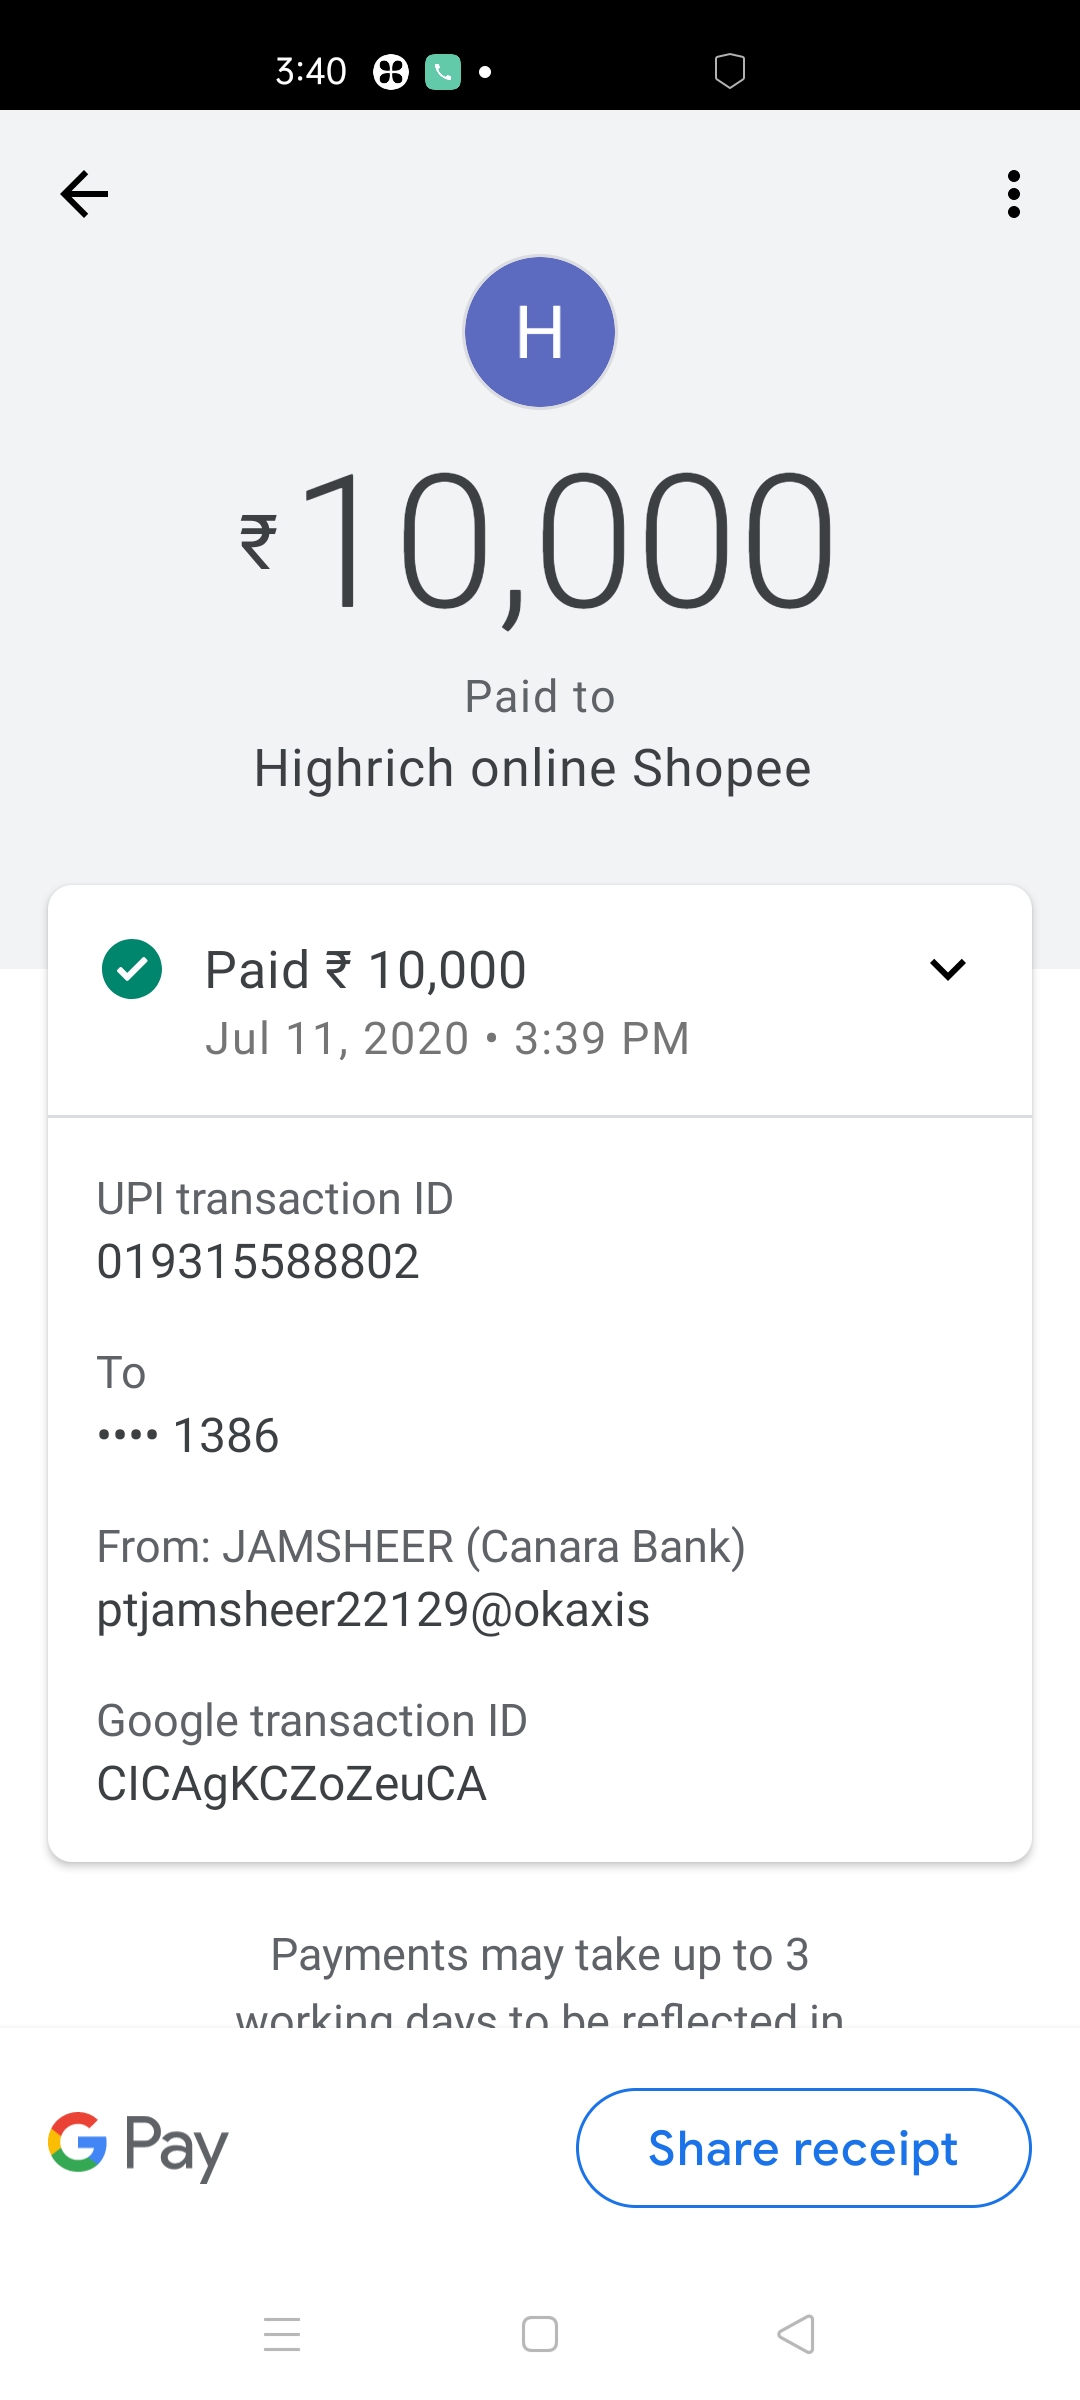 3:40
H
₹10,000
Paid to
Highrich online Shopee
Paid ₹ 10,000
Jul 11, 2020 • 3:39 PM
UPI transaction ID
019315588802
To
•••• 1386
From: JAMSHEER (Canara Bank)
ptjamsheer22129@okaxis
Google transaction ID
CICAgKCZoZeuCA
Payments may take up to 3
working days to be reflected in
G Pay
Share receipt